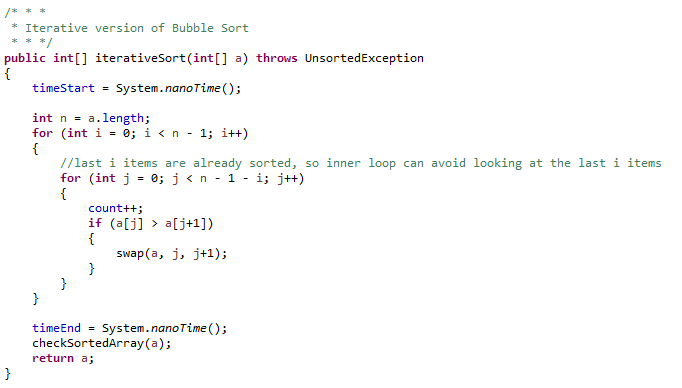 /* * *
 * Iterative version of Bubble Sort
 * * */
public int[] iterativeSort(int[] a) throws UnsortedException
{
    timeStart = System.nanoTime();

    int n = a.length;
    for (int i = 0; i < n - 1; i++)
    {
        //last i items are already sorted, so inner loop can avoid looking at the last i items
        for (int j = 0; j < n - 1 - i; j++)
        {
            count++;
            if (a[j] > a[j+1])
            {
                swap(a, j, j+1);
            }
        }
    }

    timeEnd = System.nanoTime();
    checkSortedArray(a);
    return a;
}